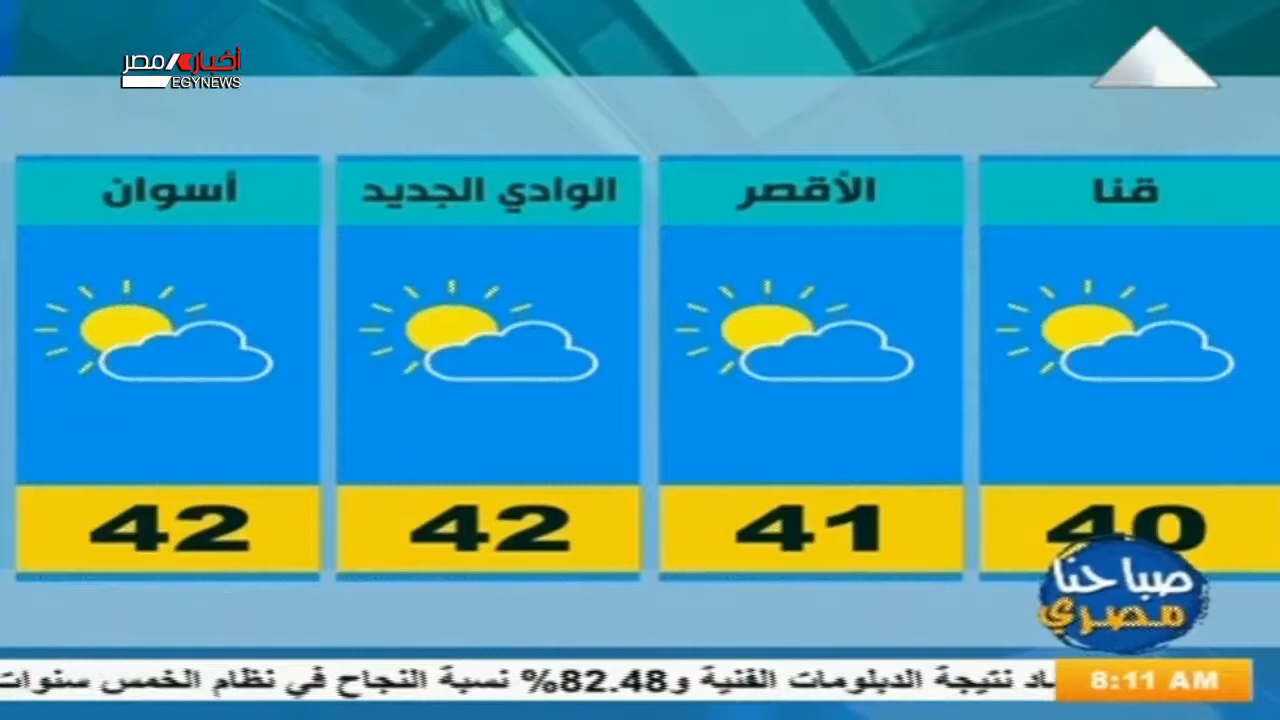 أخبار مصر
EGYNEWS
قنا
الأقصر
الوادي الجديد
أسوان
40
41
42
42
صباحنا
مصري
8:11 AM
نتيجة الدبلومات الفنية و82.48% نسبة النجاح في نظام الخمس سنوات